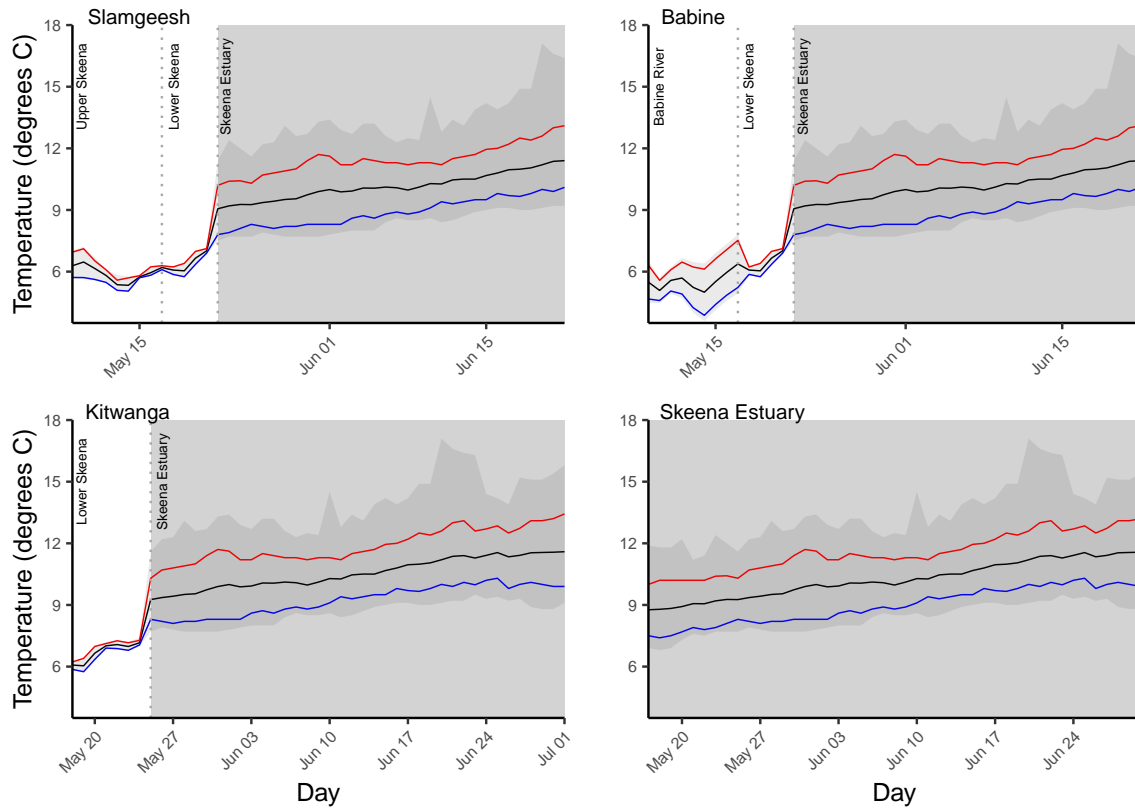 Slamgeesh
Temperature (degrees C)
18
15
12
9
6
Upper Skeena
Lower Skeena
Skeena Estuary
May 15
Jun 01
Jun 15
Babine
18
15
12
9
6
Babine River
Lower Skeena
Skeena Estuary
May 15
Jun 01
Jun 15
Kitwanga
Temperature (degrees C)
18
15
12
9
6
Lower Skeena
Skeena Estuary
May 20
May 27
Jun 03
Jun 10
Jun 17
Jun 24
Jul 01
Day
Skeena Estuary
18
15
12
9
6
May 20
May 27
Jun 03
Jun 10
Jun 17
Jun 24
Day